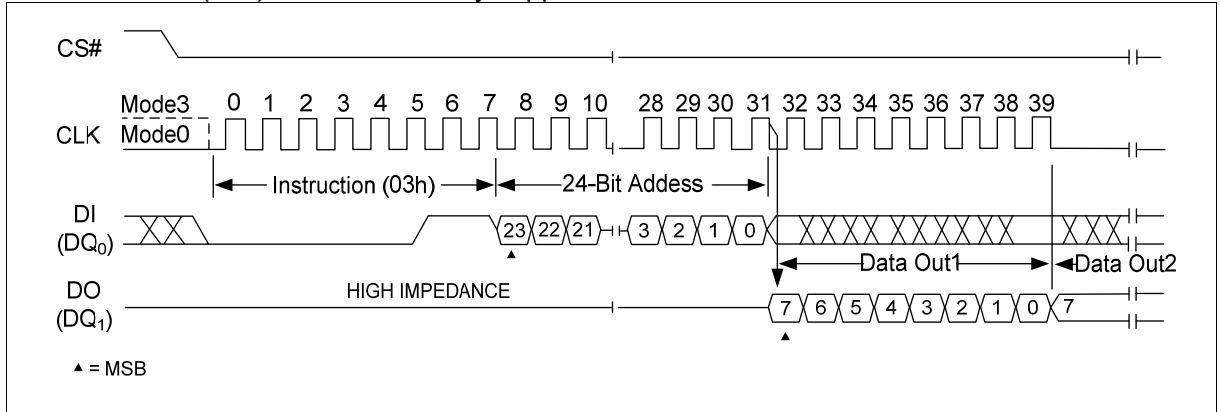 CS#
Mode3 0 1 2 3 4 5 6 7 8 9 10 28 29 30 31 32 33 34 35 36 37 38 39
CLK Mode0
Instruction (03h) 24-Bit Addess
DI
(DQ0) 23 22 21 3 2 1 0
Data Out1 Data Out2
DO HIGH IMPEDANCE
(DQ1) 7 6 5 4 3 2 1 0 7
▲ = MSB